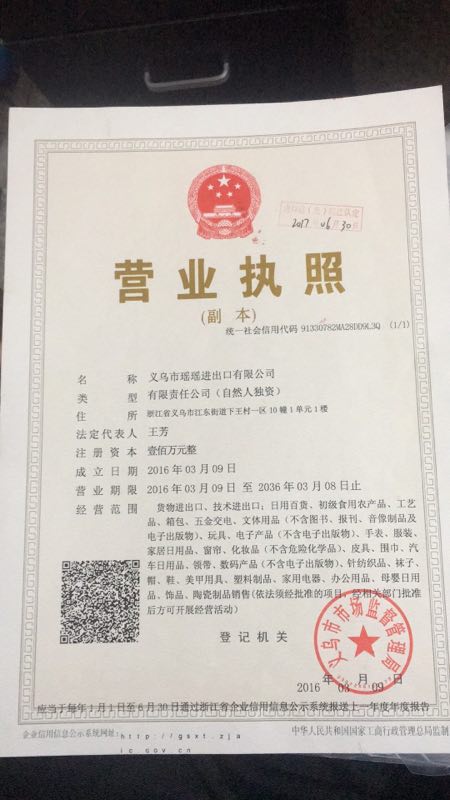 2017 06 30
营业执照
(副 本)
统一社会信用代码 91330782MA28DD9L3Q (1/1)
名 称 义乌市瑶瑶进出口有限公司
类 型 有限责任公司(自然人独资)
住 所 浙江省义乌市江东街道下王村一区10幢1单元1楼
法定代表人 王芳
注册资本 壹佰万元整
成立日期 2016年03月09日
营业期限 2016年03月09日 至 2036年03月08日止
经营范围 货物进出口、技术进出口；日用百货、初级食用农产品、工艺
品、箱包、五金交电、文体用品(不含图书、报刊、音像制品及
电子出版物)、玩具、电子产品(不含电子出版物)、手表、服装、
家居日用品、窗帘、化妆品(不含危险化学品)、皮具、围巾、汽
车日用品、领带、数码产品(不含电子出版物)、针纺织品、袜子、
帽、鞋、美甲用具、塑料制品、家用电器、办公用品、母婴日用
品、饰品、陶瓷制品销售(依法须经批准的项目，经相关部门批准
后方可开展经营活动)
登记机关
义乌市市场监督管理局
2016年03月09日
应当于每年1月1日至6月30日通过浙江省企业信用信息公示系统报送上一年度年度报告
企业信用信息公示系统网址: http://gsxt.zja
ic.gov.cn
中华人民共和国国家工商行政管理总局监制